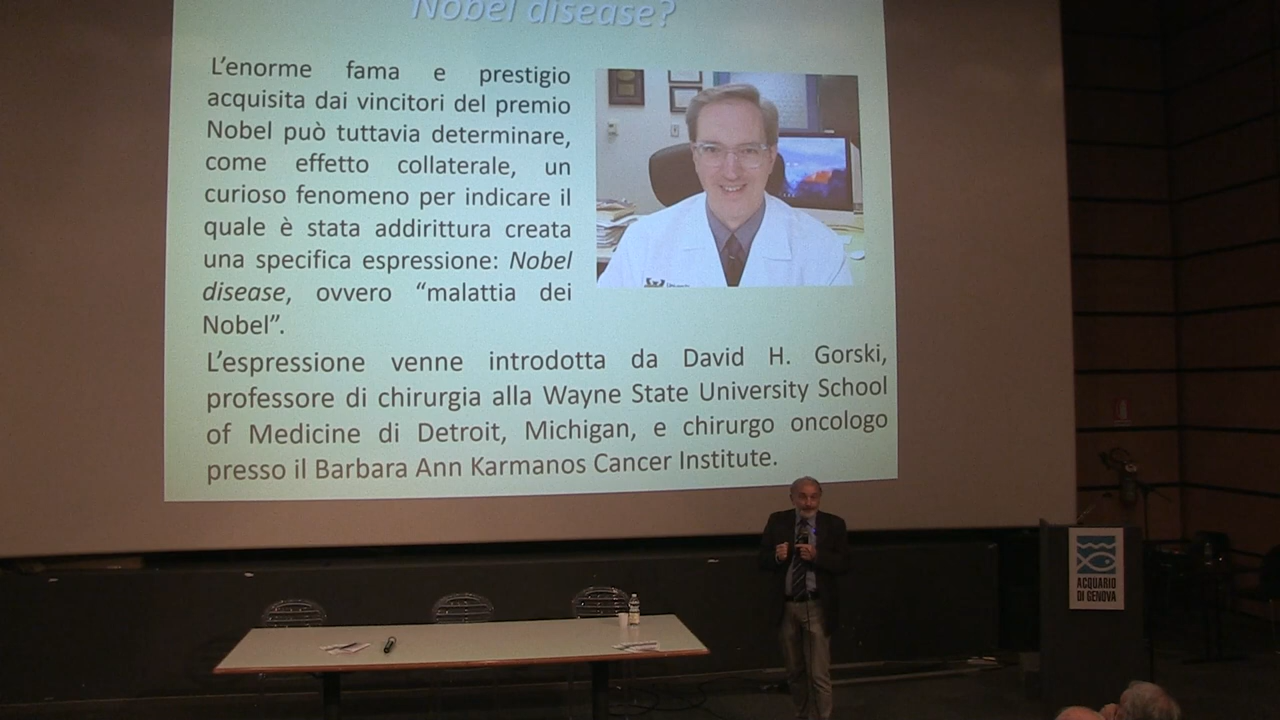 Nobel disease?
L’enorme fama e prestigio
acquisita dai vincitori del premio
Nobel può tuttavia determinare,
come effetto collaterale, un
curioso fenomeno per indicare il
quale è stata addirittura creata
una specifica espressione: Nobel
disease, ovvero “malattia dei
Nobel”.
L’espressione venne introdotta da David H. Gorski,
professore di chirurgia alla Wayne State University School
of Medicine di Detroit, Michigan, e chirurgo oncologo
presso il Barbara Ann Karmanos Cancer Institute.
ACQUARIO
DI GENOVA